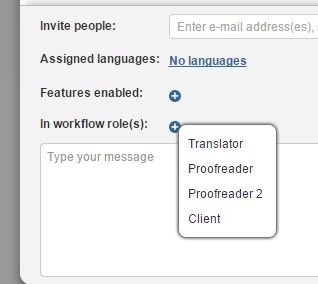 Invite people: Enter e-mail address(es), s
Assigned languages: No languages
Features enabled:
In workflow role(s):
Translator
Type your message
Proofreader
Proofreader 2
Client